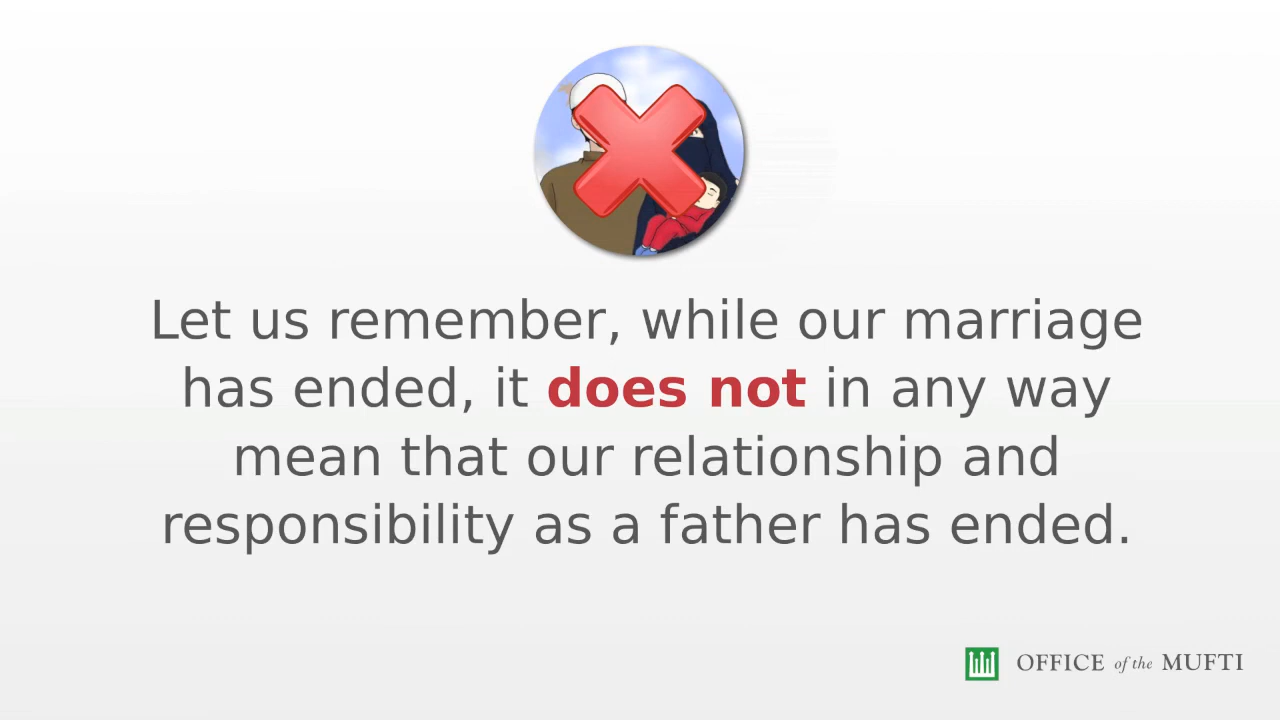 Let us remember, while our marriage
has ended, it does not in any way
mean that our relationship and
responsibility as a father has ended.
OFFICE of the MUFTI